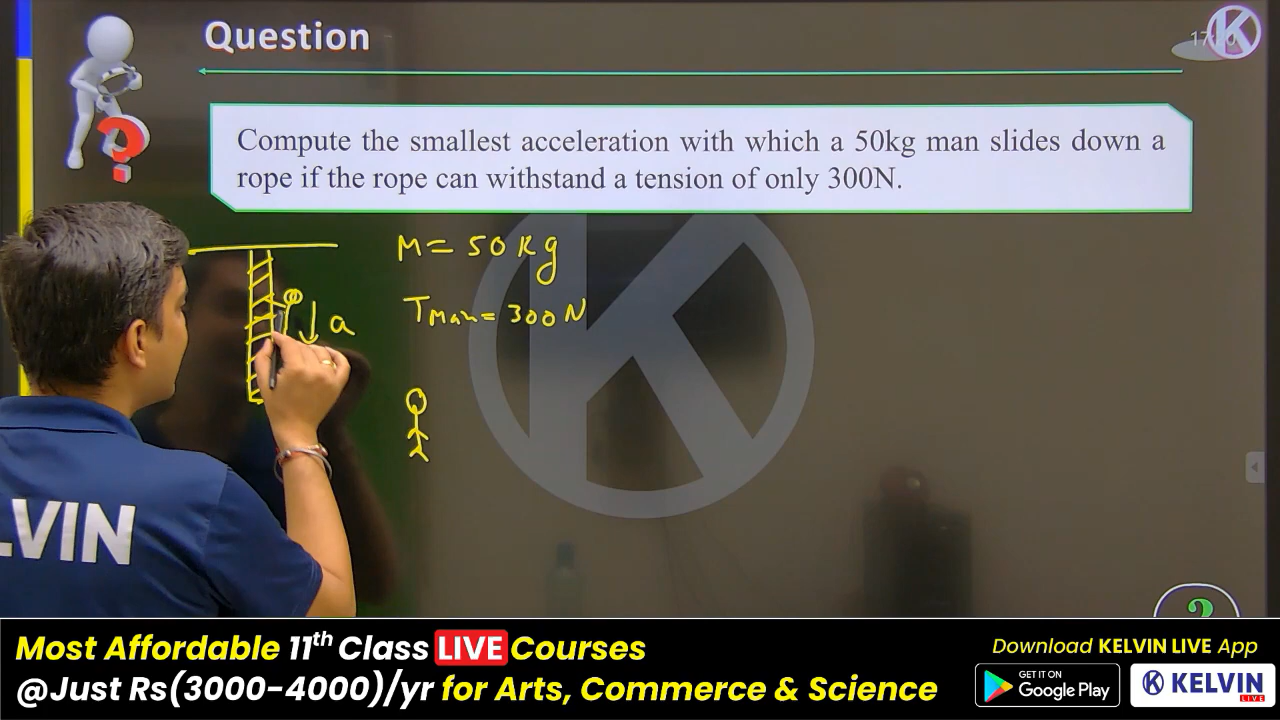 Question
Compute the smallest acceleration with which a 50kg man slides down a
rope if the rope can withstand a tension of only 300N.
M = 50 kg
TMax = 300 N
a
LVIN
?
Most Affordable 11th Class LIVE Courses
@Just Rs(3000-4000)/yr for Arts, Commerce & Science
Download KELVIN LIVE App
GET IT ON
Google Play
K KELVIN
LIVE